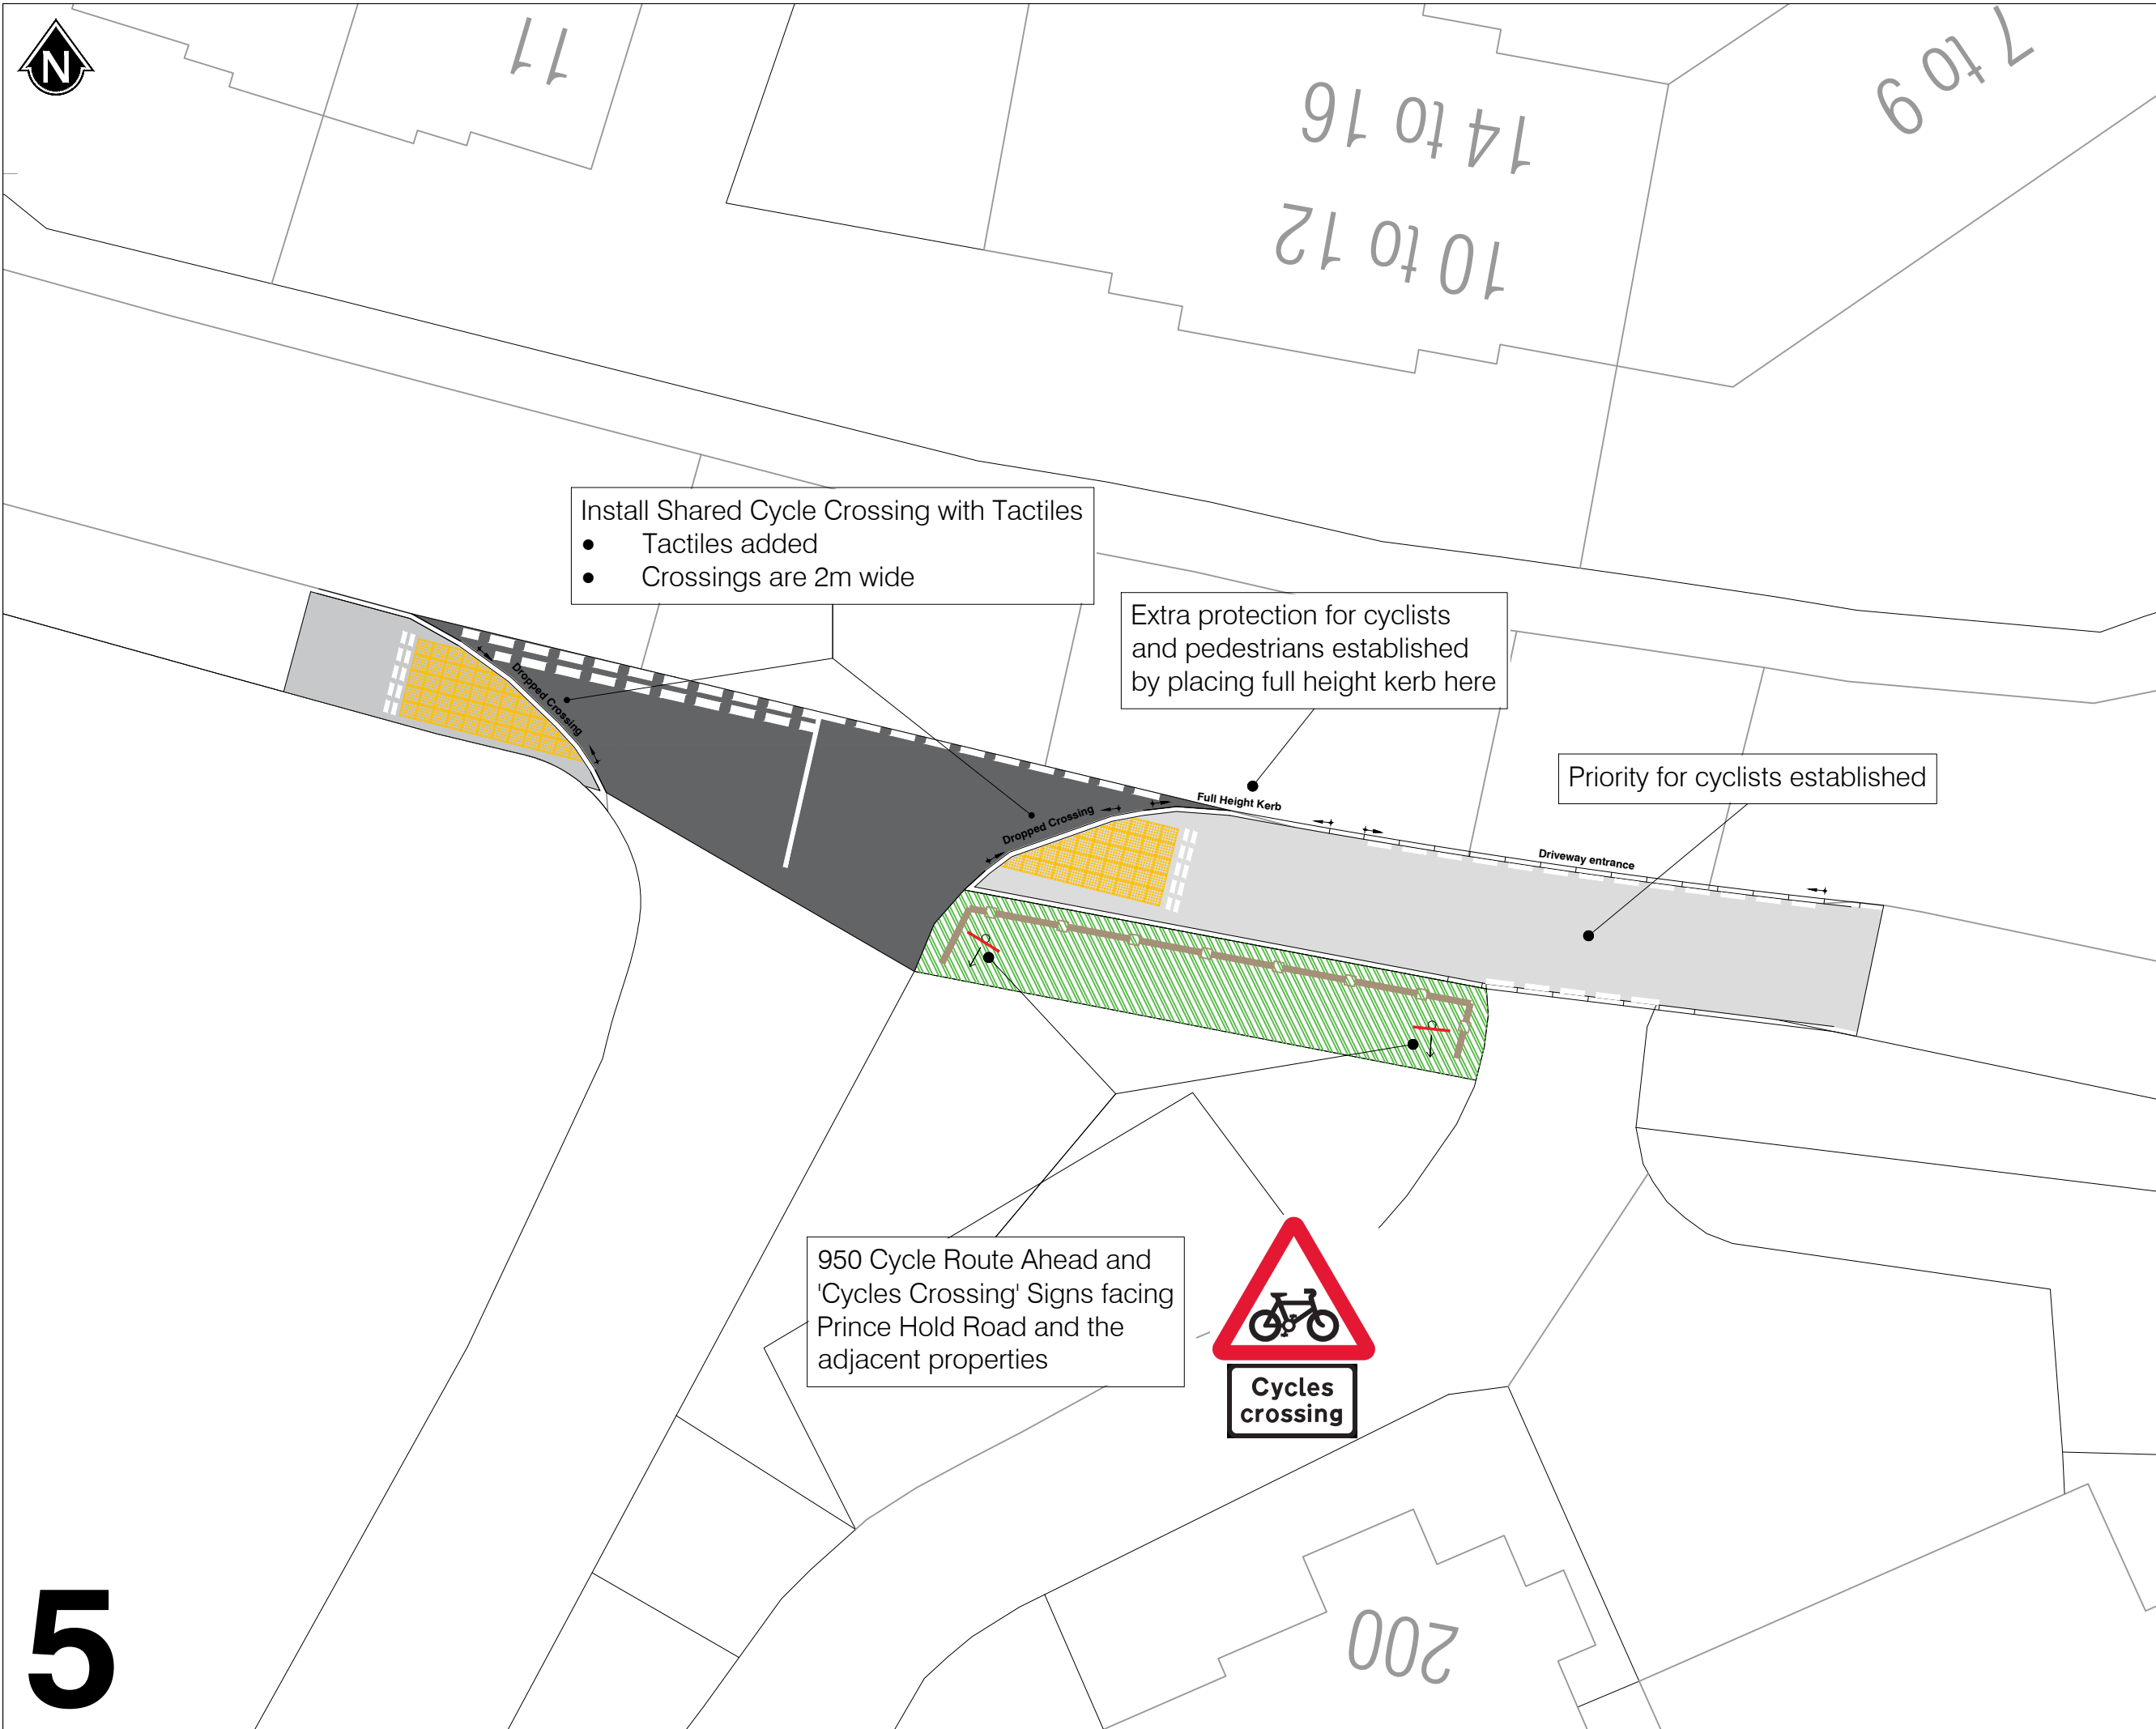 N
11
14 to 16
10 to 12
7 to 9
Install Shared Cycle Crossing with Tactiles
• Tactiles added
• Crossings are 2m wide
Extra protection for cyclists
and pedestrians established
by placing full height kerb here
Priority for cyclists established
Dropped Crossing
Full Height Kerb
Dropped Crossing
Driveway entrance
950 Cycle Route Ahead and
'Cycles Crossing' Signs facing
Prince Hold Road and the
adjacent properties
Cycles
crossing
200
5